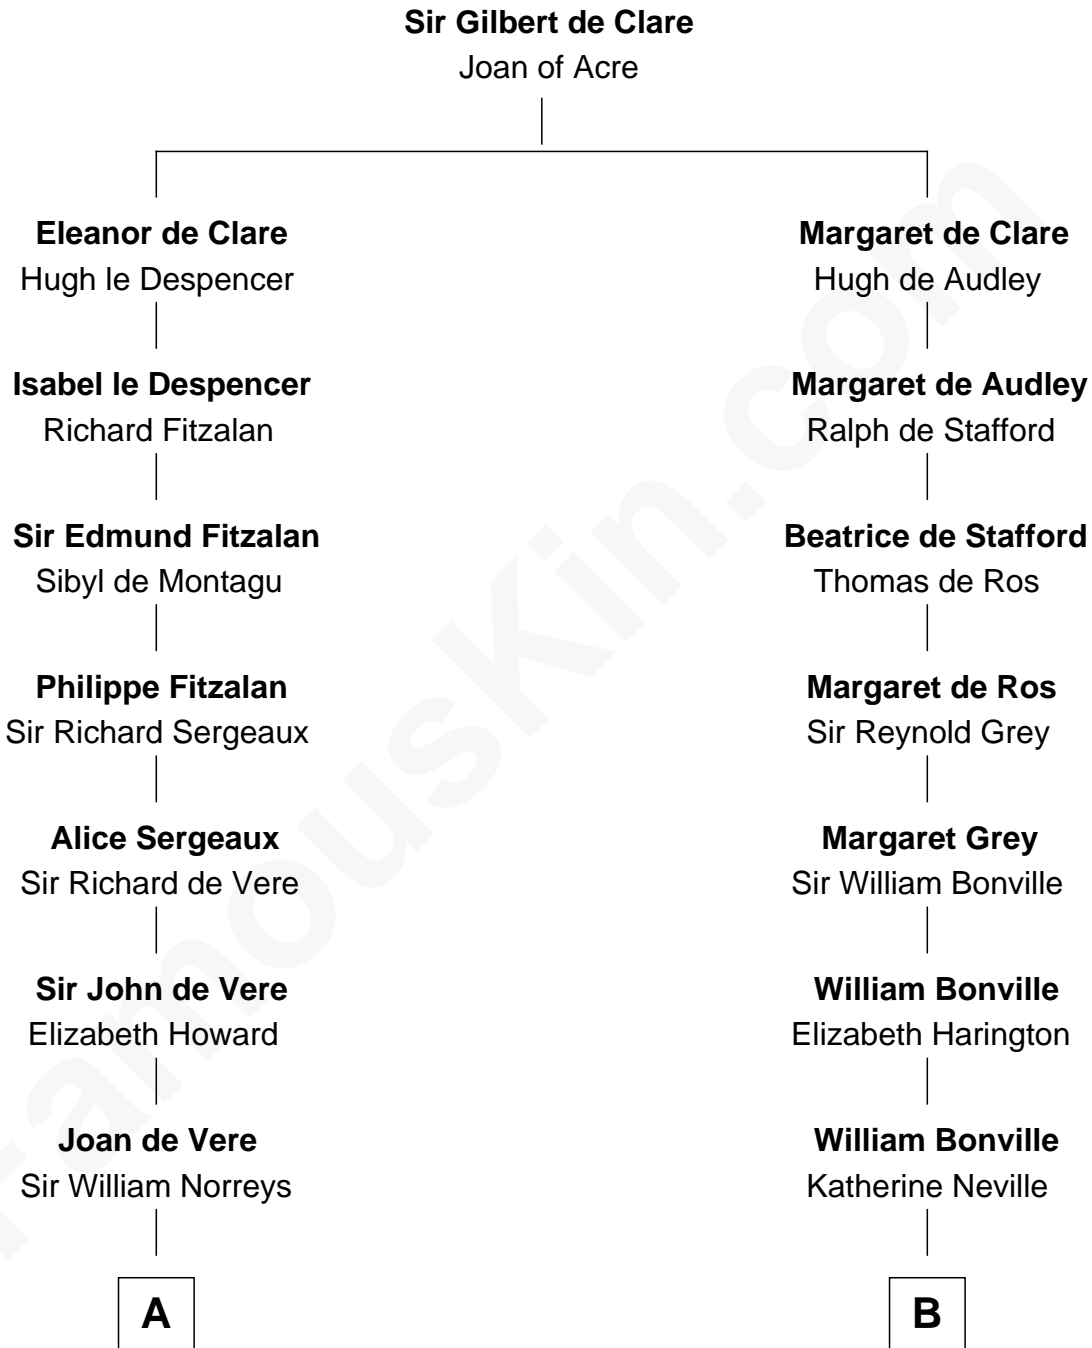 Sir Gilbert de Clare
Joan of Acre
Eleanor de Clare
Hugh le Despencer
Margaret de Clare
Hugh de Audley
Isabel le Despencer
Richard Fitzalan
Margaret de Audley
Ralph de Stafford
Sir Edmund Fitzalan
Sibyl de Montagu
Beatrice de Stafford
Thomas de Ros
Philippe Fitzalan
Sir Richard Sergeaux
Margaret de Ros
Sir Reynold Grey
Alice Sergeaux
Sir Richard de Vere
Margaret Grey
Sir William Bonville
Sir John de Vere
Elizabeth Howard
William Bonville
Elizabeth Harington
Joan de Vere
Sir William Norreys
William Bonville
Katherine Neville
A
B
FamousKin.com